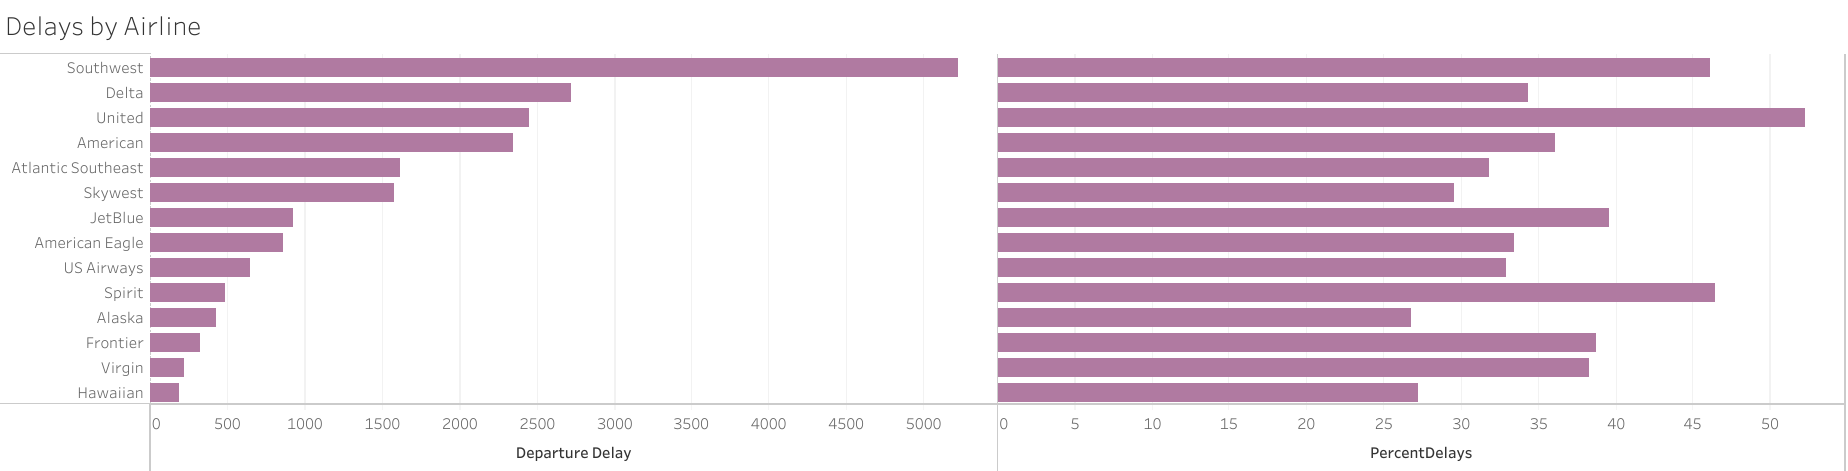 Delays by Airline
Southwest
Delta
United
American
Atlantic Southeast
Skywest
JetBlue
American Eagle
US Airways
Spirit
Alaska
Frontier
Virgin
Hawaiian
0 500 1000 1500 2000 2500 3000 3500 4000 4500 5000 0 5 10 15 20 25 30 35 40 45 50
Departure Delay PercentDelays